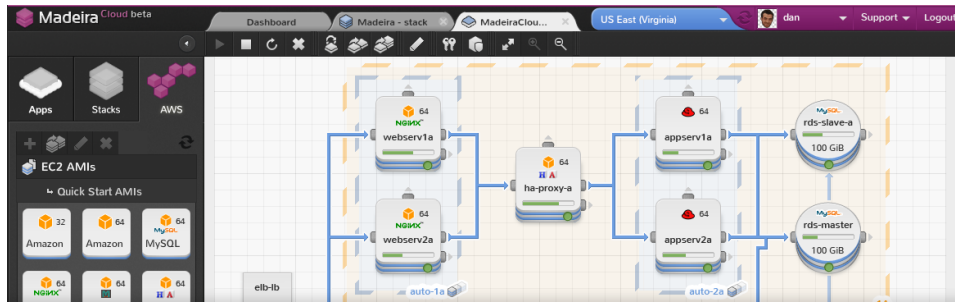 Madeira Cloud beta
Dashboard
Madeira - stack
MadeiraClou...
US East (Virginia)
dan
Support
Logout
Apps
Stacks
AWS
EC2 AMIs
Quick Start AMIs
32
Amazon
64
Amazon
64
MySQL
MySQL
64
NGINX
64
64
HA
64
NGINX
webserv1a
64
NGINX
webserv2a
64
HA
ha-proxy-a
64
appserv1a
64
appserv2a
MySQL
rds-slave-a
100 GiB
MySQL
rds-master
100 GiB
elb-lb
auto-1a
auto-2a